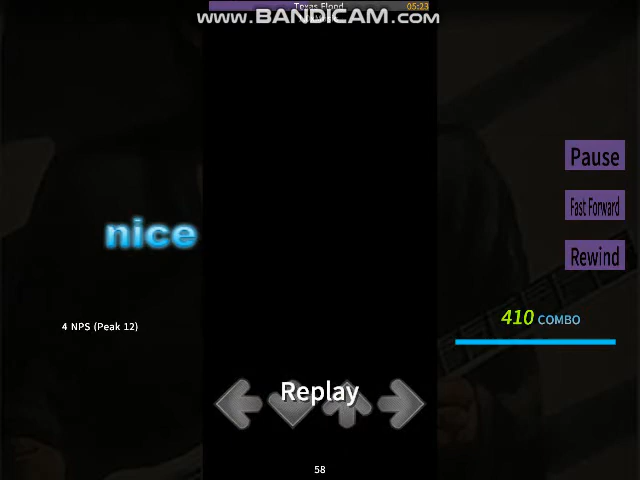 Texas Flood
05:23
WWW.BANDICAM.COM
Pause
Fast Forward
nice
Rewind
410 COMBO
4 NPS (Peak 12)
Replay
58